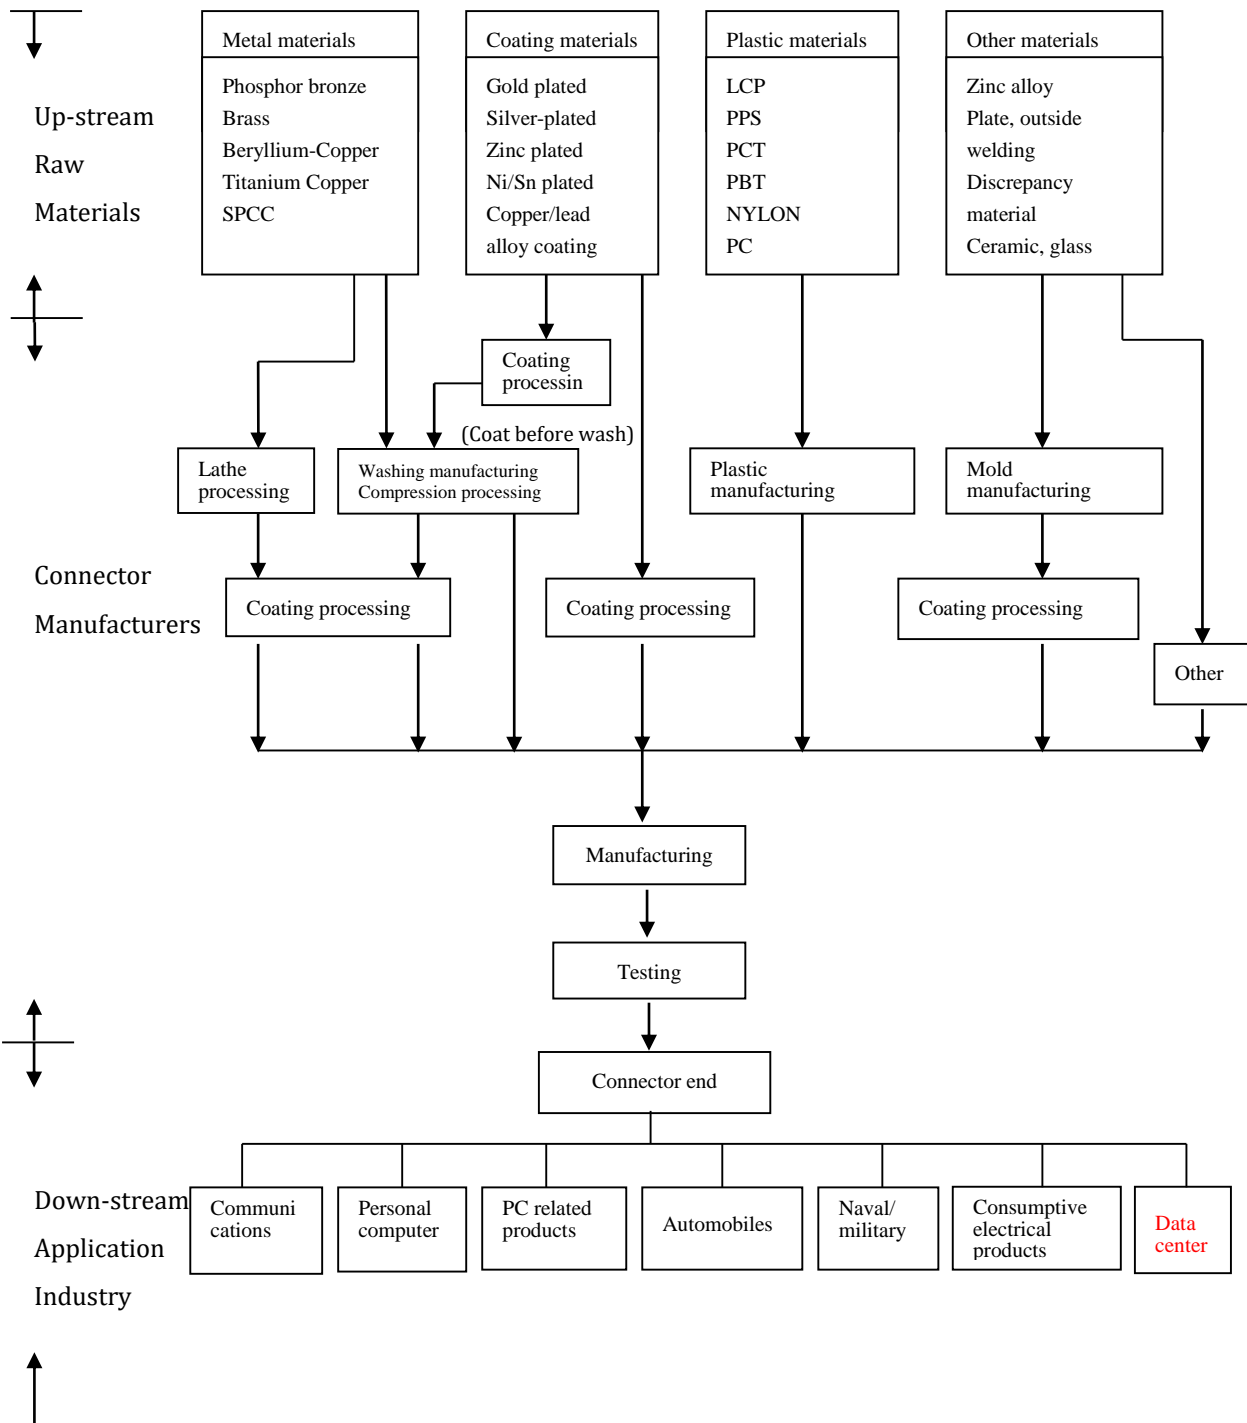 Up-stream
Raw
Materials
Metal materials
Phosphor bronze
Brass
Beryllium-Copper
Titanium Copper
SPCC
Coating materials
Gold plated
Silver-plated
Zinc plated
Ni/Sn plated
Copper/lead
alloy coating
Plastic materials
LCP
PPS
PCT
PBT
NYLON
PC
Other materials
Zinc alloy
Plate, outside
welding
Discrepancy
material
Ceramic, glass
Connector
Manufacturers
Coating
processin
(Coat before wash)
Lathe
processing
Washing manufacturing
Compression processing
Plastic
manufacturing
Mold
manufacturing
Coating processing
Coating processing
Coating processing
Other
Manufacturing
Testing
Connector end
Down-stream
Application
Industry
Communi
cations
Personal
computer
PC related
products
Automobiles
Naval/
military
Consumptive
electrical
products
Data
center